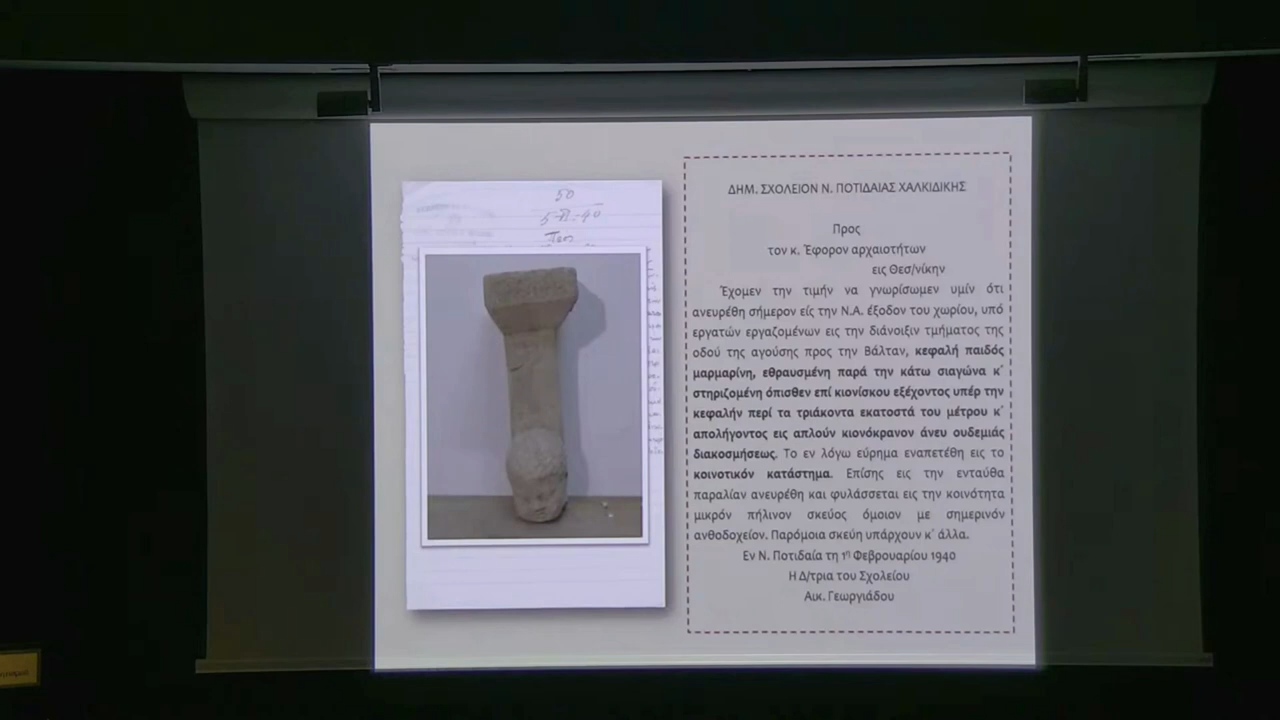 50
5-II-40
ΔΗΜ. ΣΧΟΛΕΙΟΝ Ν. ΠΟΤΙΔΑΙΑΣ ΧΑΛΚΙΔΙΚΗΣ
Προς
τον κ. Έφορον αρχαιοτήτων
εις Θεσ/νίκην
Έχομεν την τιμήν να γνωρίσωμεν υμίν ότι
ανευρέθη σήμερον είς την Ν.Α. έξοδον του χωρίου, υπό
εργατών εργαζομένων εις την διάνοιξιν τμήματος της
οδού της αγούσης προς την Βάλταν, κεφαλή παιδός
μαρμαρίνη, εθραυσμένη παρά την κάτω σιαγώνα κ΄
στηριζομένη όπισθεν επί κιονίσκου εξέχοντος υπέρ την
κεφαλήν περί τα τριάκοντα εκατοστά του μέτρου κ΄
απολήγοντος εις απλούν κιονόκρανον άνευ ουδεμιάς
διακοσμήσεως. Το εν λόγω εύρημα εναπετέθη εις το
κοινοτικόν κατάστημα. Επίσης εις την ενταύθα
παραλίαν ανευρέθη και φυλάσσεται εις την κοινότητα
μικρόν πήλινον σκεύος όμοιον με σημερινόν
ανθοδοχείον. Παρόμοια σκεύη υπάρχουν κ΄ άλλα.
Εν Ν. Ποτιδαία τη 1η Φεβρουαρίου 1940
Η Δ/τρια του Σχολείου
Αικ. Γεωργιάδου